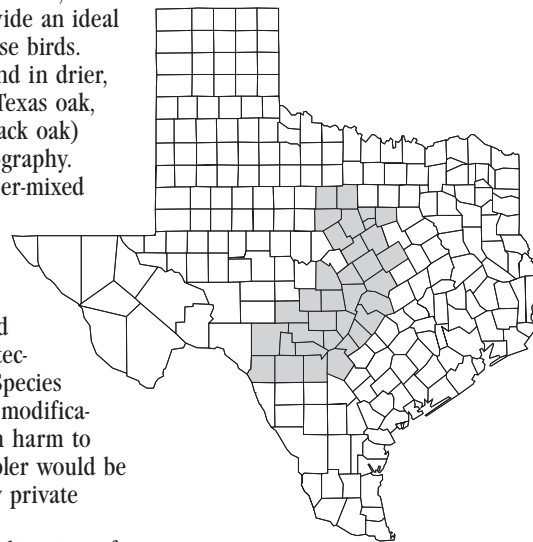 vide an ideal
se birds.
nd in drier,
Texas oak,
ack oak)
graphy.
er-mixed
d
tec-
Species
modifica-
n harm to
bler would be
private